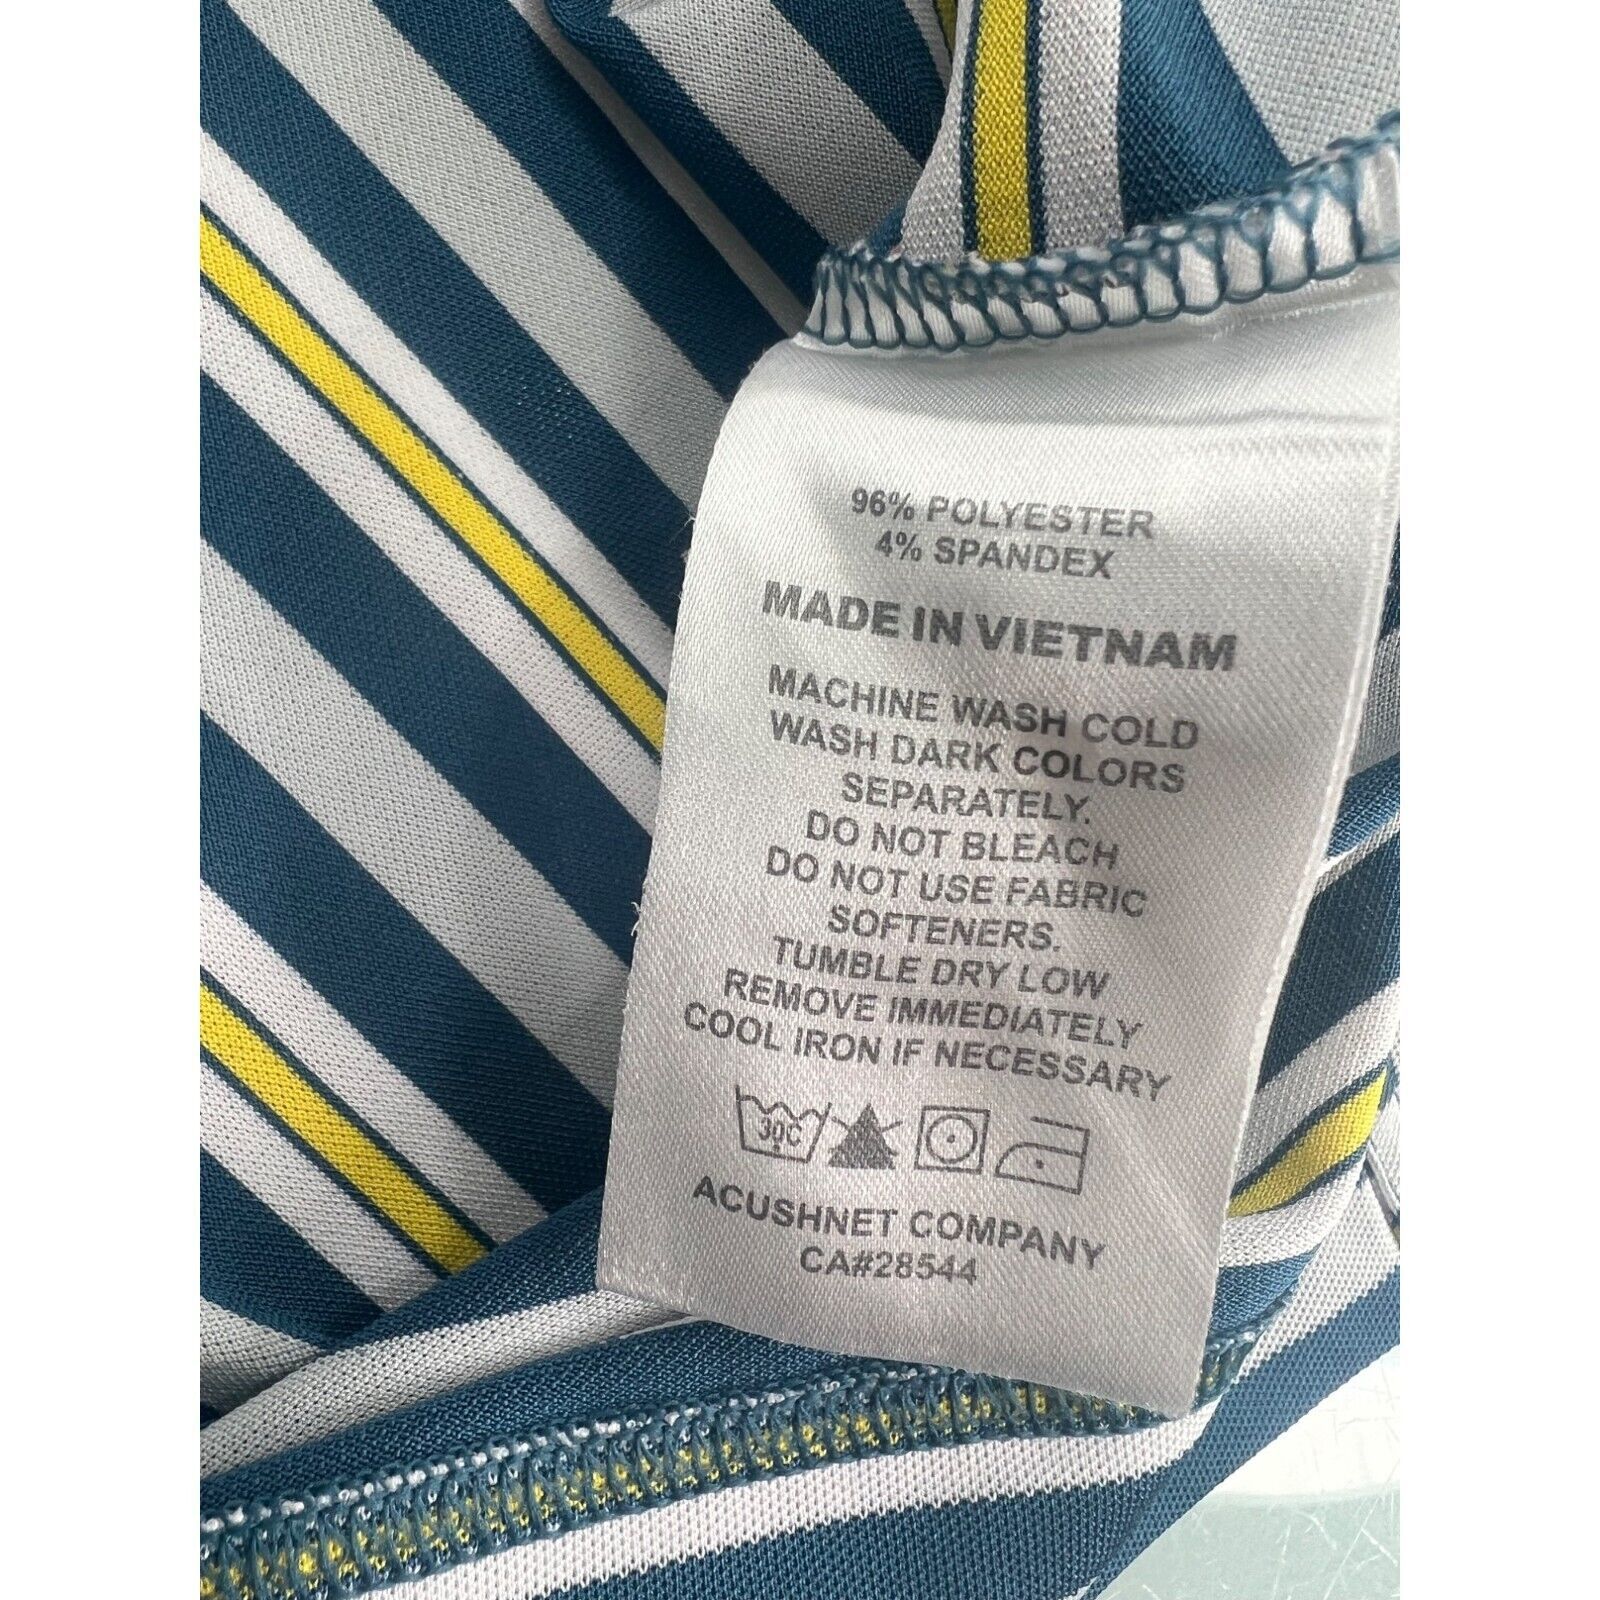 96% POLYESTER
4% SPANDEX
MADE IN VIETNAM
MACHINE WASH COLD
WASH DARK COLORS
SEPARATELY.
DO NOT BLEACH
DO NOT USE FABRIC
SOFTENERS.
TUMBLE DRY LOW
REMOVE IMMEDIATELY
COOL IRON IF NECESSARY
30C
ACUSHNET COMPANY
CA#28544